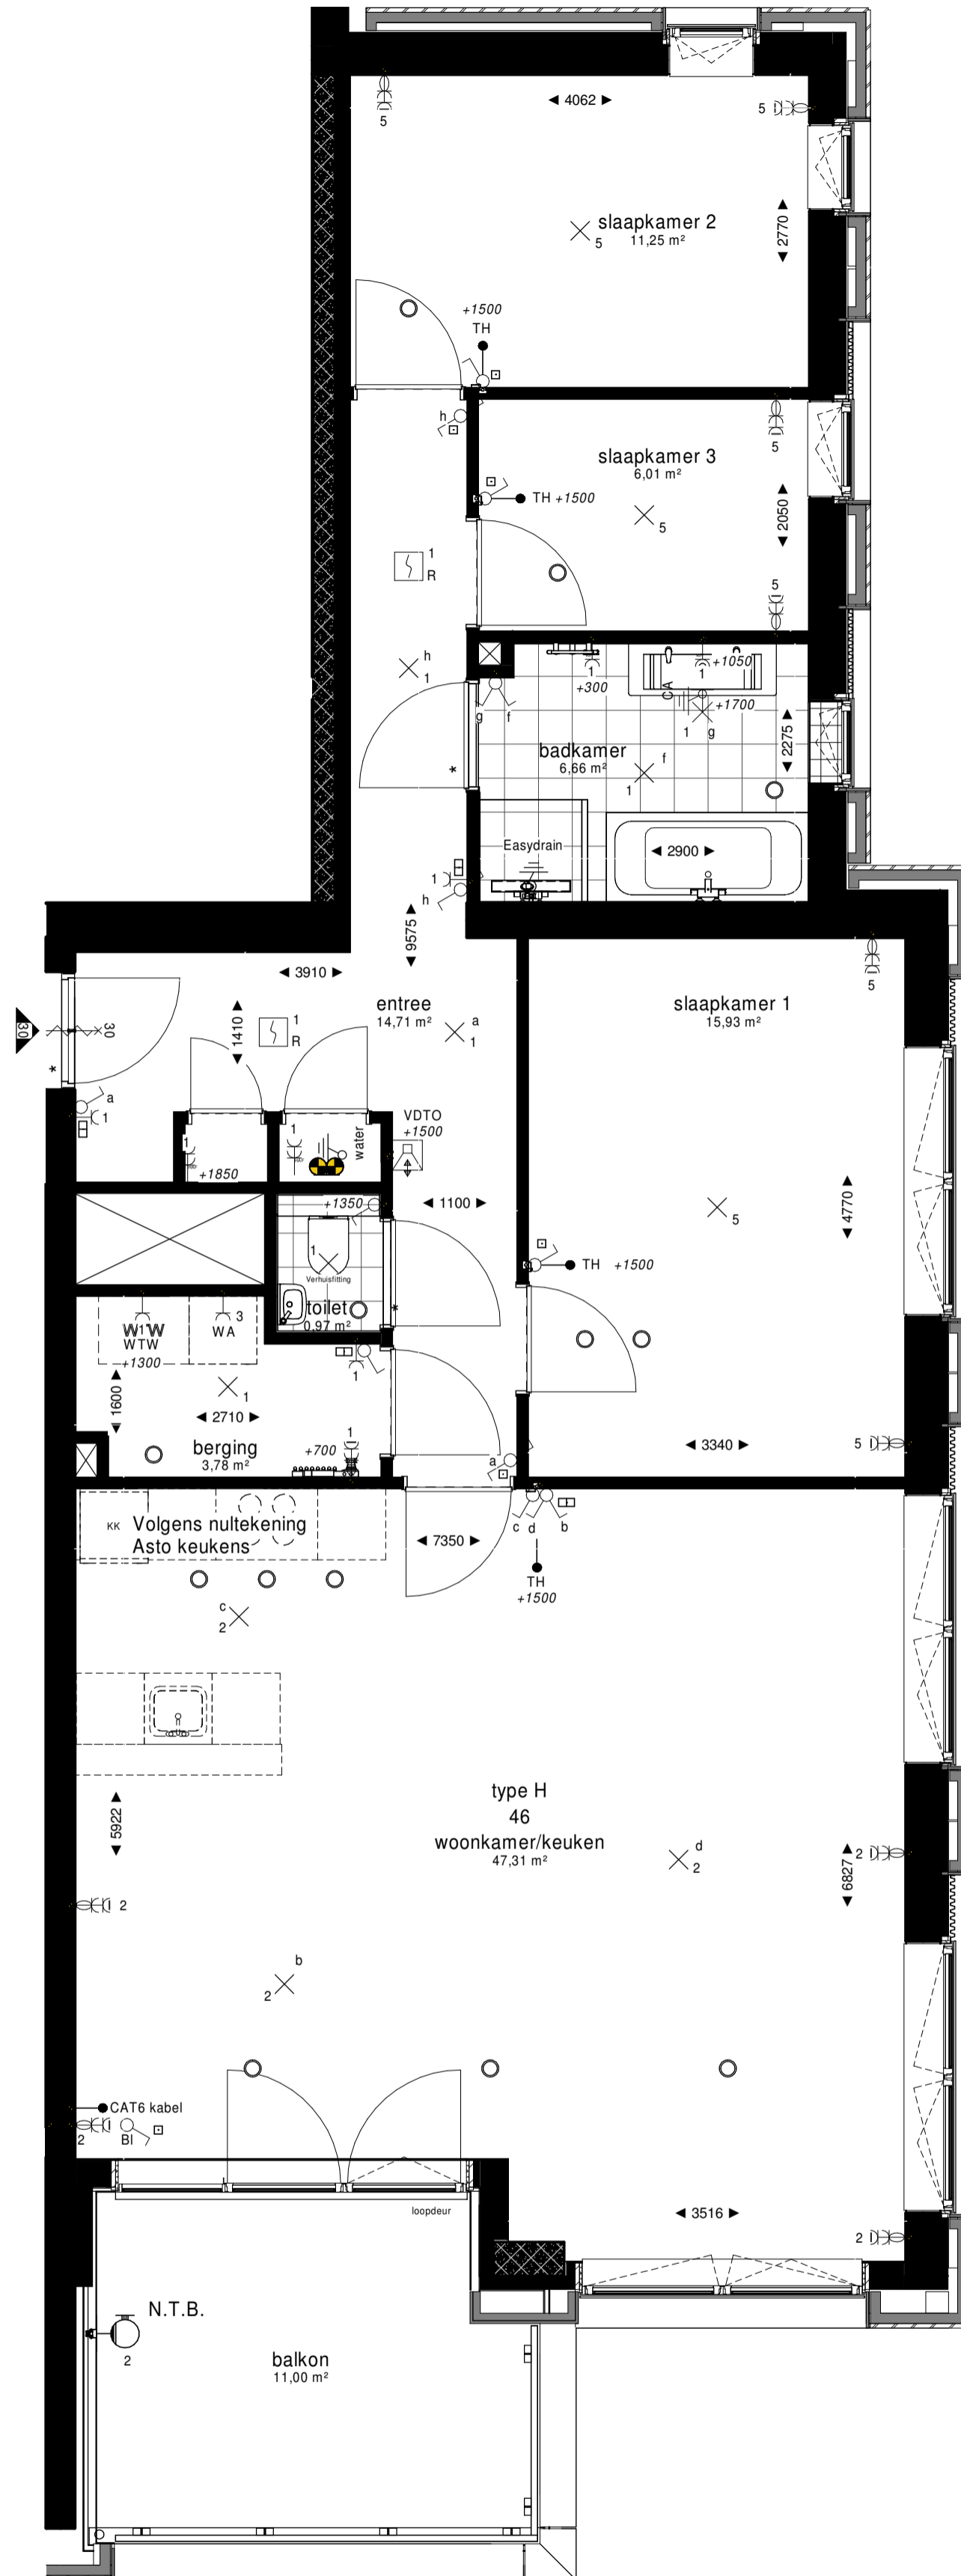 4062
5
5
slaapkamer 2
11,25 m²
5
2770
+1500
TH
h
slaapkamer 3
6,01 m²
5
TH +1500
5
2050
5
1
R
h
1
1
+300
1
+1050
CA
+1700
1 g
g f
badkamer
6,66 m²
f
1
2275
*
Easydrain
2900
1
h
9575
3910
entree
14,71 m²
a
1
1410
1
R
30
30
*
a
1
slaapkamer 1
15,93 m²
5
VDTO
+1500
1
+1850
1
water
+1350
1100
1
Verhuisfitting
toilet
0,97 m²
*
4770
5
TH +1500
WTW
+1300
3
WA
1
1600
2710
berging
3,78 m²
+700
1
1
a
3340
5
KK
Volgens nultekening
Asto keukens
7350
c d b
TH
+1500
c
2
5922
type H
46
woonkamer/keuken
47,31 m²
d
2
2
6827
2
b
2
CAT6 kabel
2
BI
loopdeur
3516
2
N.T.B.
2
balkon
11,00 m²